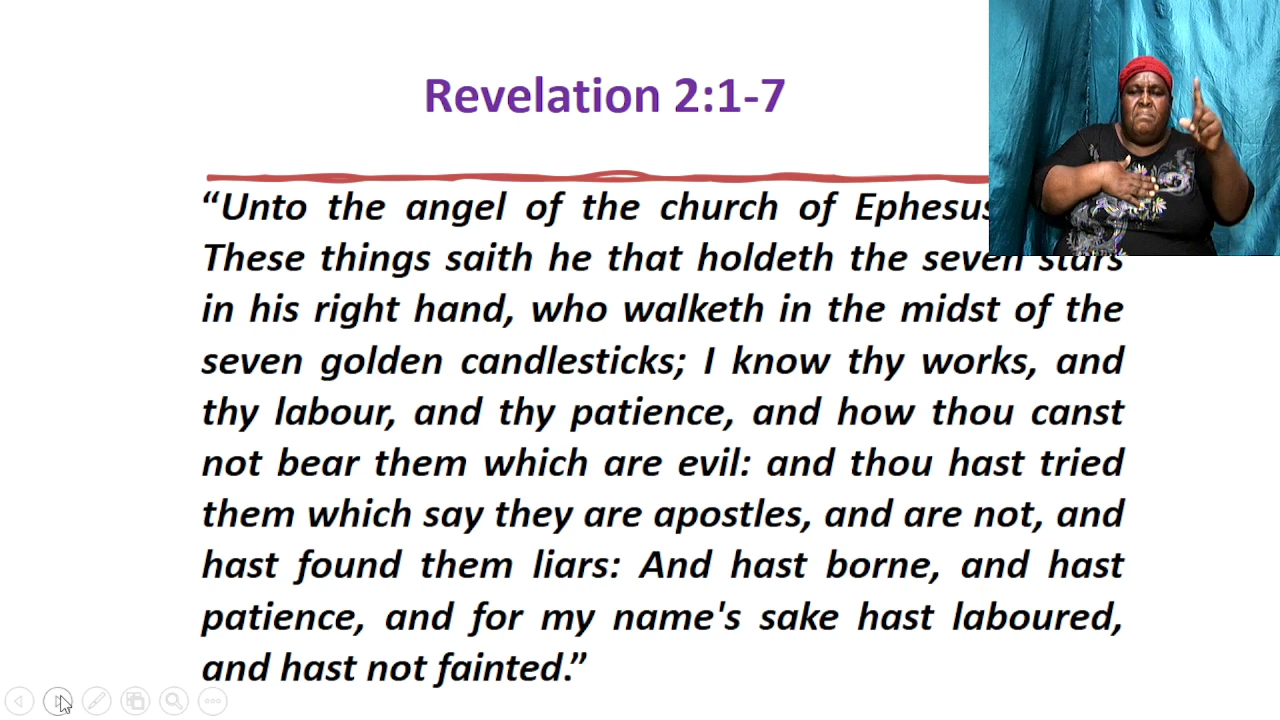 Revelation 2:1-7
“Unto the angel of the church of Ephesus
These things saith he that holdeth the seven stars
in his right hand, who walketh in the midst of the
seven golden candlesticks; I know thy works, and
thy labour, and thy patience, and how thou canst
not bear them which are evil: and thou hast tried
them which say they are apostles, and are not, and
hast found them liars: And hast borne, and hast
patience, and for my name's sake hast laboured,
and hast not fainted.”